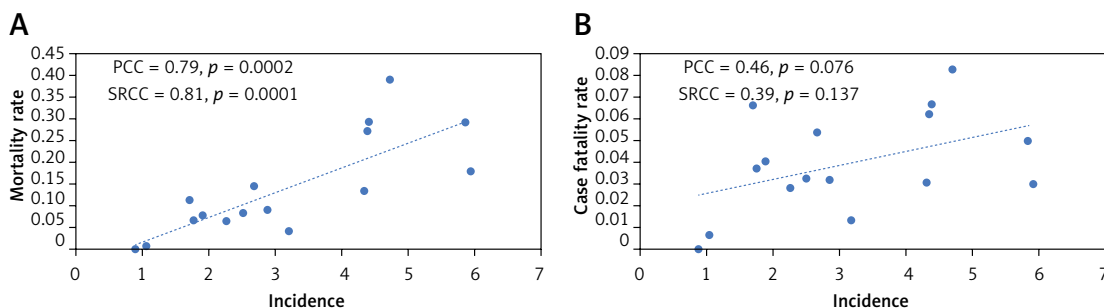 A
Mortality rate
0.45
0.40
0.35
0.30
0.25
0.20
0.15
0.10
0.05
0
PCC = 0.79, p = 0.0002
SRCC = 0.81, p = 0.0001
0 1 2 3 4 5 6 7
Incidence
B
Case fatality rate
0.09
0.08
0.07
0.06
0.05
0.04
0.03
0.02
0.01
0
PCC = 0.46, p = 0.076
SRCC = 0.39, p = 0.137
0 1 2 3 4 5 6 7
Incidence